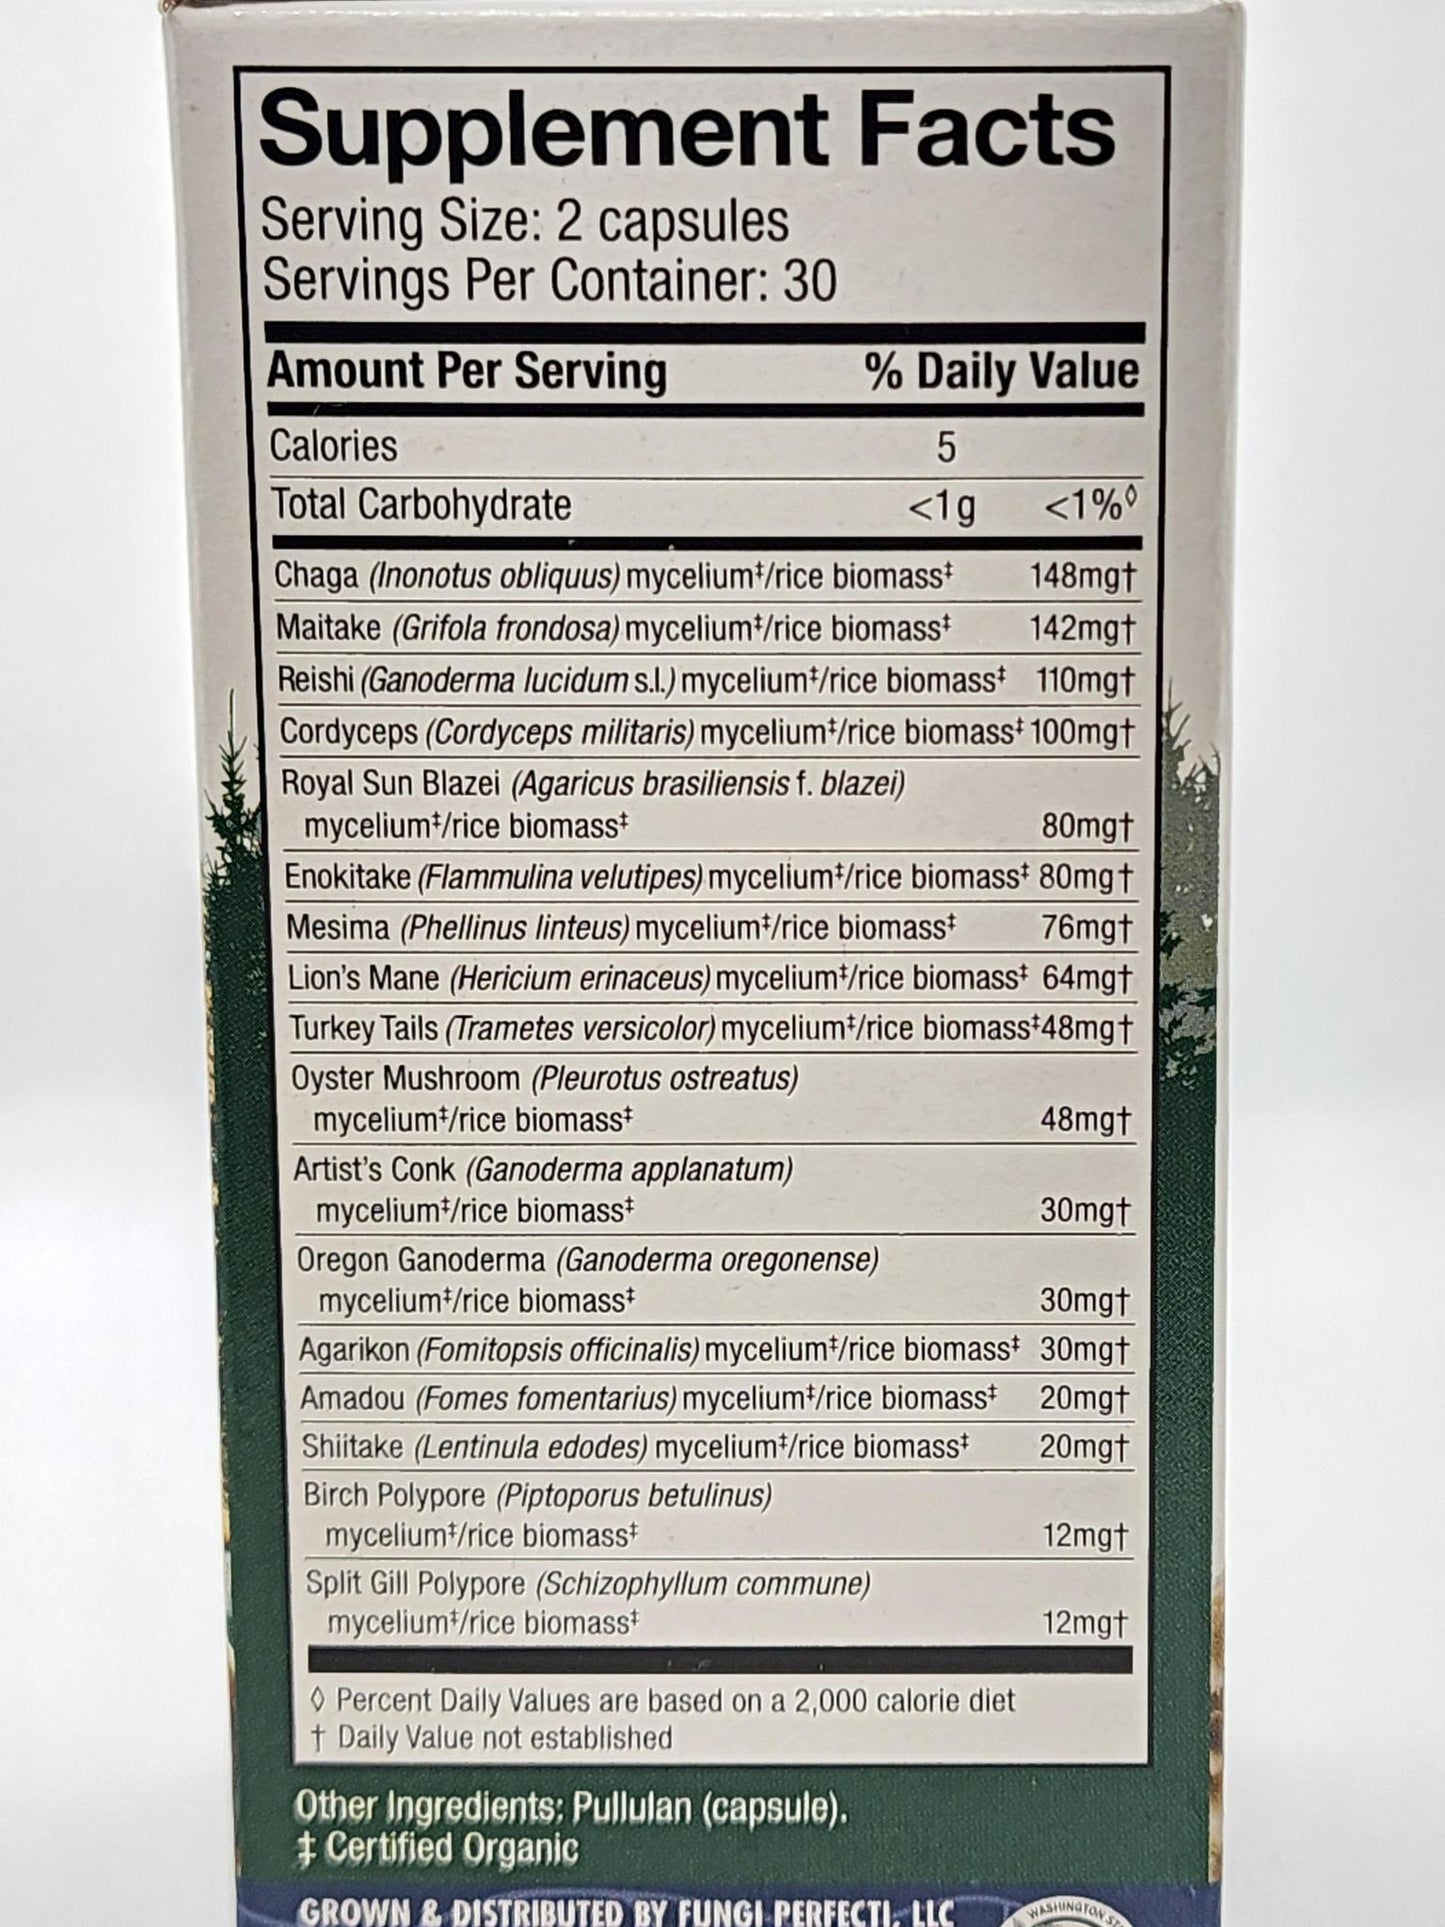 Supplement Facts
Serving Size: 2 capsules
Servings Per Container: 30
Amount Per Serving % Daily Value
Calories 5
Total Carbohydrate <1g <1%◊
Chaga (Inonotus obliquus) mycelium‡/rice biomass‡ 148mg†
Maitake (Grifola frondosa) mycelium‡/rice biomass‡ 142mg†
Reishi (Ganoderma lucidum s.l.) mycelium‡/rice biomass‡ 110mg†
Cordyceps (Cordyceps militaris) mycelium‡/rice biomass‡ 100mg†
Royal Sun Blazei (Agaricus brasiliensis f. blazei)
mycelium‡/rice biomass‡ 80mg†
Enokitake (Flammulina velutipes) mycelium‡/rice biomass‡ 80mg†
Mesima (Phellinus linteus) mycelium‡/rice biomass‡ 76mg†
Lion's Mane (Hericium erinaceus) mycelium‡/rice biomass‡ 64mg†
Turkey Tails (Trametes versicolor) mycelium‡/rice biomass‡ 48mg†
Oyster Mushroom (Pleurotus ostreatus)
mycelium‡/rice biomass‡ 48mg†
Artist's Conk (Ganoderma applanatum)
mycelium‡/rice biomass‡ 30mg†
Oregon Ganoderma (Ganoderma oregonense)
mycelium‡/rice biomass‡ 30mg†
Agarikon (Fomitopsis officinalis) mycelium‡/rice biomass‡ 30mg†
Amadou (Fomes fomentarius) mycelium‡/rice biomass‡ 20mg†
Shiitake (Lentinula edodes) mycelium‡/rice biomass‡ 20mg†
Birch Polypore (Piptoporus betulinus)
mycelium‡/rice biomass‡ 12mg†
Split Gill Polypore (Schizophyllum commune)
mycelium‡/rice biomass‡ 12mg†
◊ Percent Daily Values are based on a 2,000 calorie diet
† Daily Value not established
Other Ingredients: Pullulan (capsule).
‡ Certified Organic
GROWN & DISTRIBUTED BY FUNGI PERFECTI, LLC
WASHINGTON